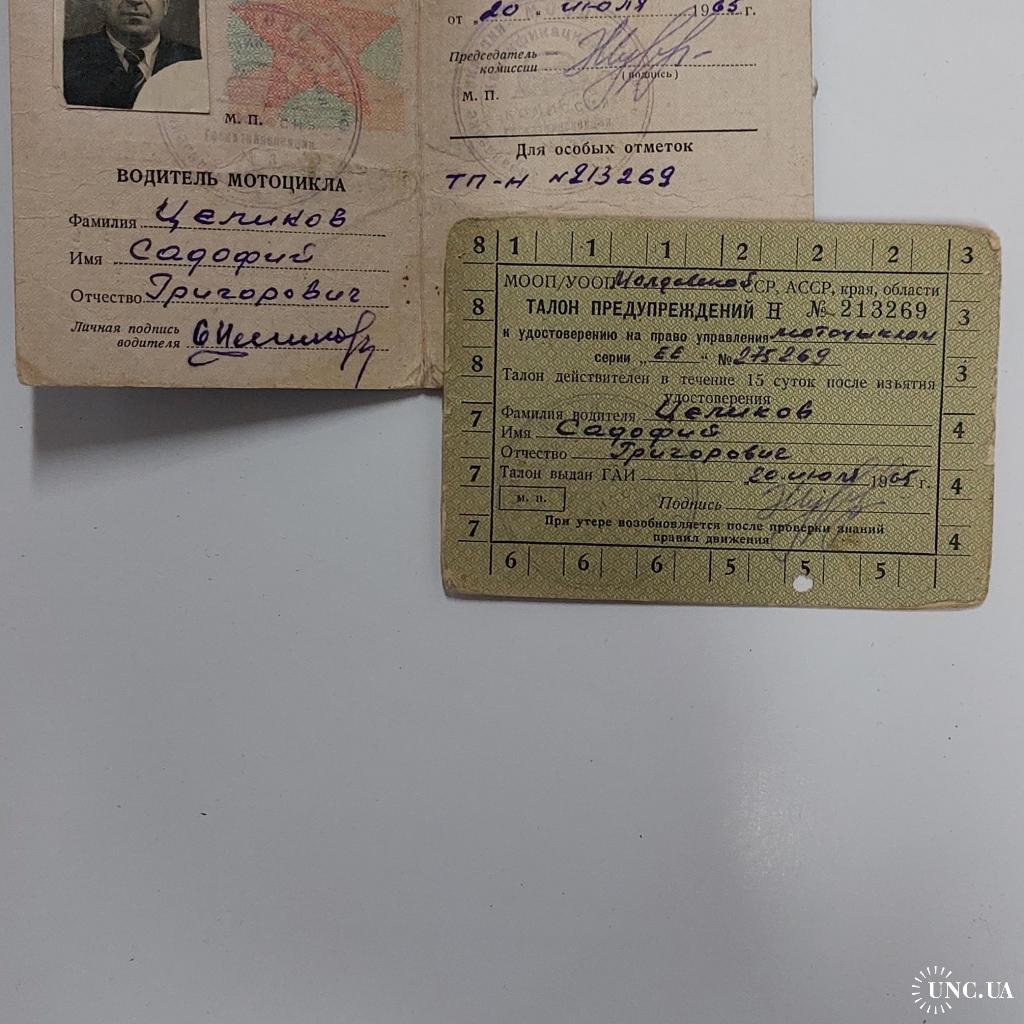 от „20„ июля 1965 г.
Председатель
комиссии
(подпись)
М. П.
Для особых отметок
ТП-Н №213269
М. П.
ВОДИТЕЛЬ МОТОЦИКЛА
Фамилия Целиков
Имя Садофий
Отчество Григорович
Личная подпись
водителя
8 1 1 1 2 2 2 3
МООП/УООП Молдавской ССР, АССР, края, области
8 ТАЛОН ПРЕДУПРЕЖДЕНИЙ Н № 213269 3
к удостоверению на право управления мотоциклом
серии „ЕЕ“ № 275269
8 Талон действителен в течение 15 суток после изъятия 3
удостоверения
7 Фамилия водителя Целиков
Имя Садофий 4
Отчество Григорович
7 Талон выдан ГАИ 20 июля 1965 г. 4
м. п. Подпись
7 При утере возобновляется после проверки знаний 4
правил движения
6 6 6 5 5 5
UNC.UA